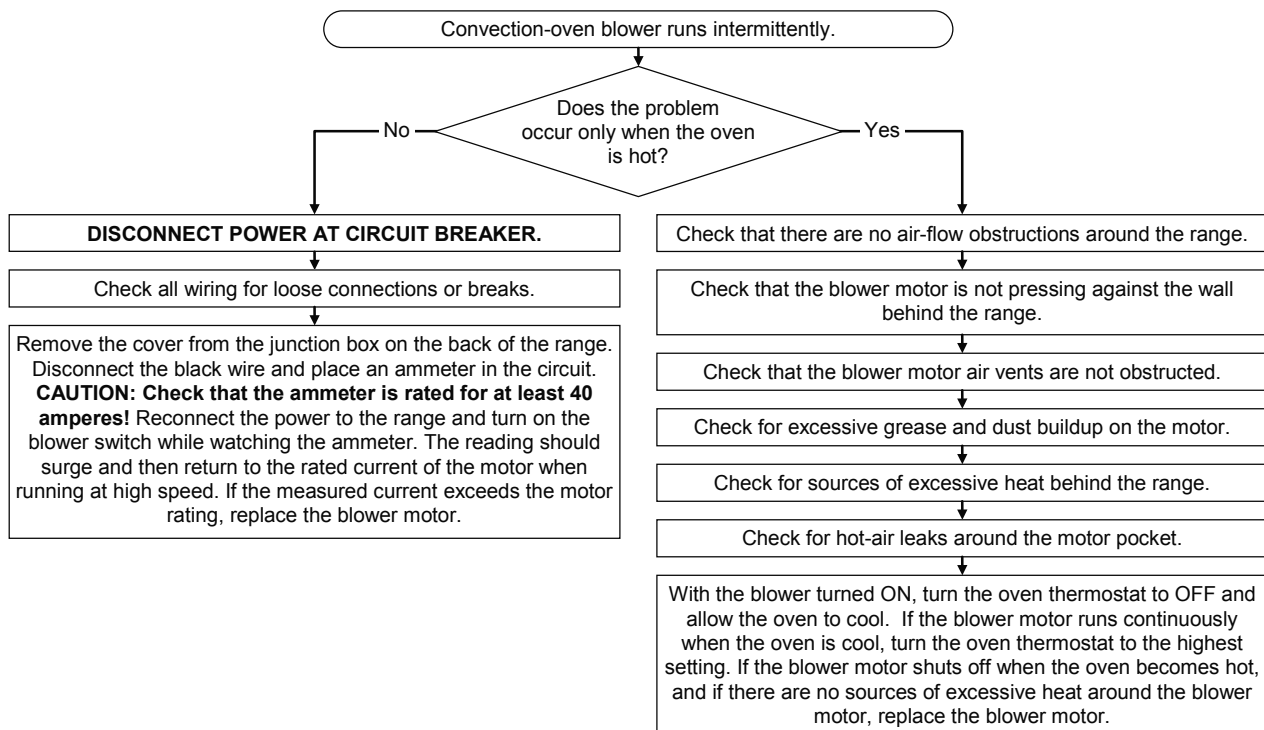 Convection-oven blower runs intermittently.
Does the problem
occur only when the oven
is hot?
No
Yes
DISCONNECT POWER AT CIRCUIT BREAKER.
Check all wiring for loose connections or breaks.
Remove the cover from the junction box on the back of the range.
Disconnect the black wire and place an ammeter in the circuit.
CAUTION: Check that the ammeter is rated for at least 40
amperes! Reconnect the power to the range and turn on the
blower switch while watching the ammeter. The reading should
surge and then return to the rated current of the motor when
running at high speed. If the measured current exceeds the motor
rating, replace the blower motor.
Check that there are no air-flow obstructions around the range.
Check that the blower motor is not pressing against the wall
behind the range.
Check that the blower motor air vents are not obstructed.
Check for excessive grease and dust buildup on the motor.
Check for sources of excessive heat behind the range.
Check for hot-air leaks around the motor pocket.
With the blower turned ON, turn the oven thermostat to OFF and
allow the oven to cool.  If the blower motor runs continuously
when the oven is cool, turn the oven thermostat to the highest
setting. If the blower motor shuts off when the oven becomes hot,
and if there are no sources of excessive heat around the blower
motor, replace the blower motor.